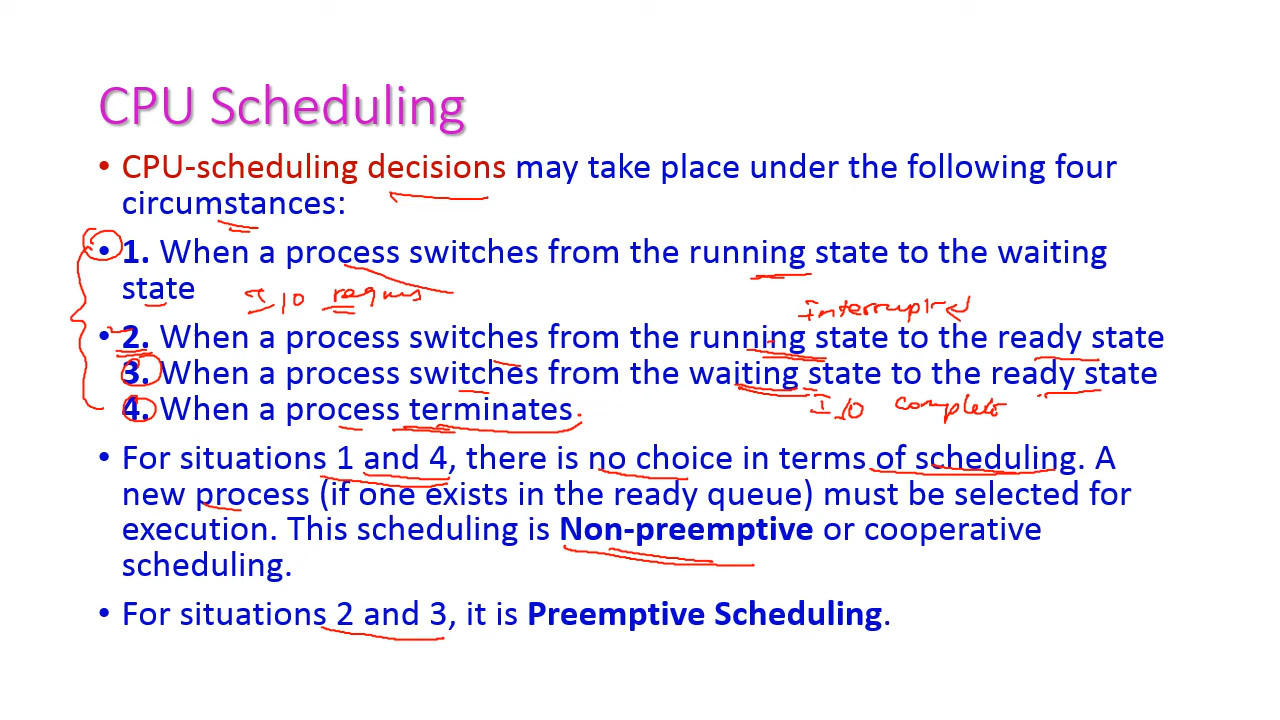 CPU Scheduling
• CPU-scheduling decisions may take place under the following four
circumstances:
• 1. When a process switches from the running state to the waiting
state
I/O
Interrupt
• 2. When a process switches from the running state to the ready state
3. When a process switches from the waiting state to the ready state
4. When a process terminates.
I/O complete
• For situations 1 and 4, there is no choice in terms of scheduling. A
new process (if one exists in the ready queue) must be selected for
execution. This scheduling is Non-preemptive or cooperative
scheduling.
• For situations 2 and 3, it is Preemptive Scheduling.